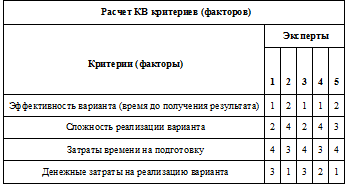 Расчет КВ критериев (факторов)
Критерии (факторы)
Эксперты
1 2 3 4 5
Эффективность варианта (время до получения результата) 1 2 1 1 2
Сложность реализации варианта 2 4 2 4 3
Затраты времени на подготовку 4 3 4 3 4
Денежные затраты на реализацию варианта 3 1 3 2 1